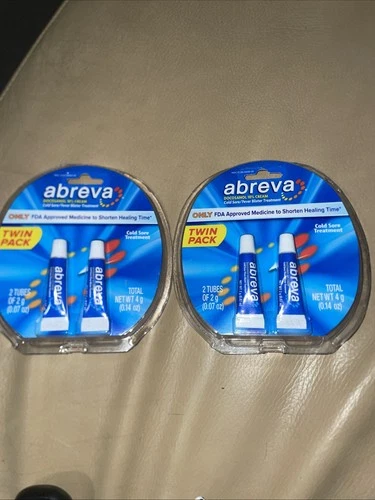 abreva
DOCOSANOL 10% CREAM
Cold Sore/Fever Blister Treatment
ONLY FDA Approved Medicine to Shorten Healing Time*
TWIN
PACK
Cold Sore
Treatment
abreva
abreva
2 TUBES
OF 2 g
(0.07 oz)
TOTAL
NET WT 4 g
(0.14 oz)
abreva
DOCOSANOL 10% CREAM
Cold Sore/Fever Blister Treatment
ONLY FDA Approved Medicine to Shorten Healing Time*
TWIN
PACK
Cold Sore
Treatment
abreva
abreva
2 TUBES
OF 2 g
(0.07 oz)
TOTAL
NET WT 4 g
(0.14 oz)